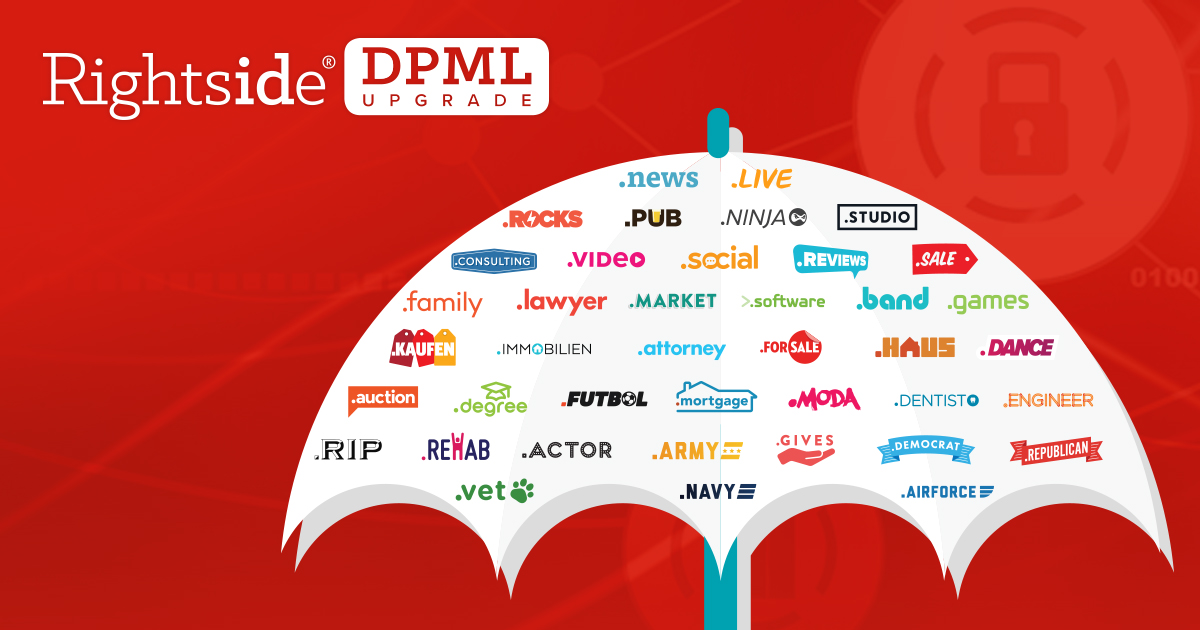 Rightside® DPML
UPGRADE
.news .LIVE
.ROCKS .PUB .NINJA .STUDIO
.CONSULTING .VIDEO .social .REVIEWS .SALE
.family .lawyer .MARKET >.software .band .games
.KAUFEN .IMMOBILIEN .attorney .FORSALE .HAUS .DANCE
.auction .degree .FUTBOL .mortgage .MODA .DENTIST .ENGINEER
.RIP .REHAB .ACTOR .ARMY .GIVES .DEMOCRAT .REPUBLICAN
.vet .NAVY .AIRFORCE
0100